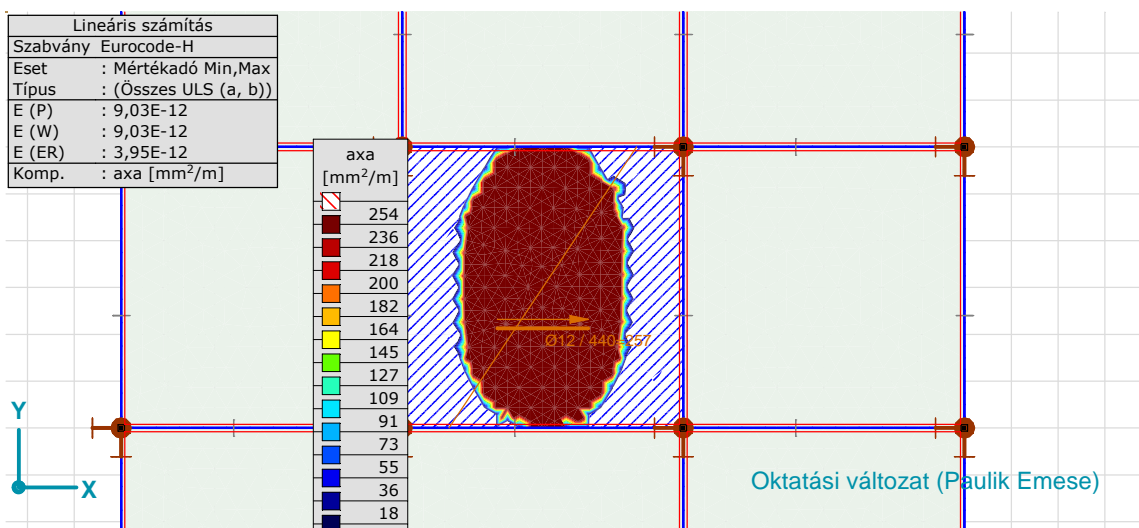 Lineáris számítás
Szabvány Eurocode-H
Eset : Mértékadó Min,Max
Típus : (Összes ULS (a, b))
E (P) : 9,03E-12
E (W) : 9,03E-12
E (ER) : 3,95E-12
Komp. : axa [mm²/m]
axa
[mm²/m]
254
236
218
200
182
164
145
127
109
91
73
55
36
18
Ø12 / 440=257
Y
X
Oktatási változat (Paulik Emese)